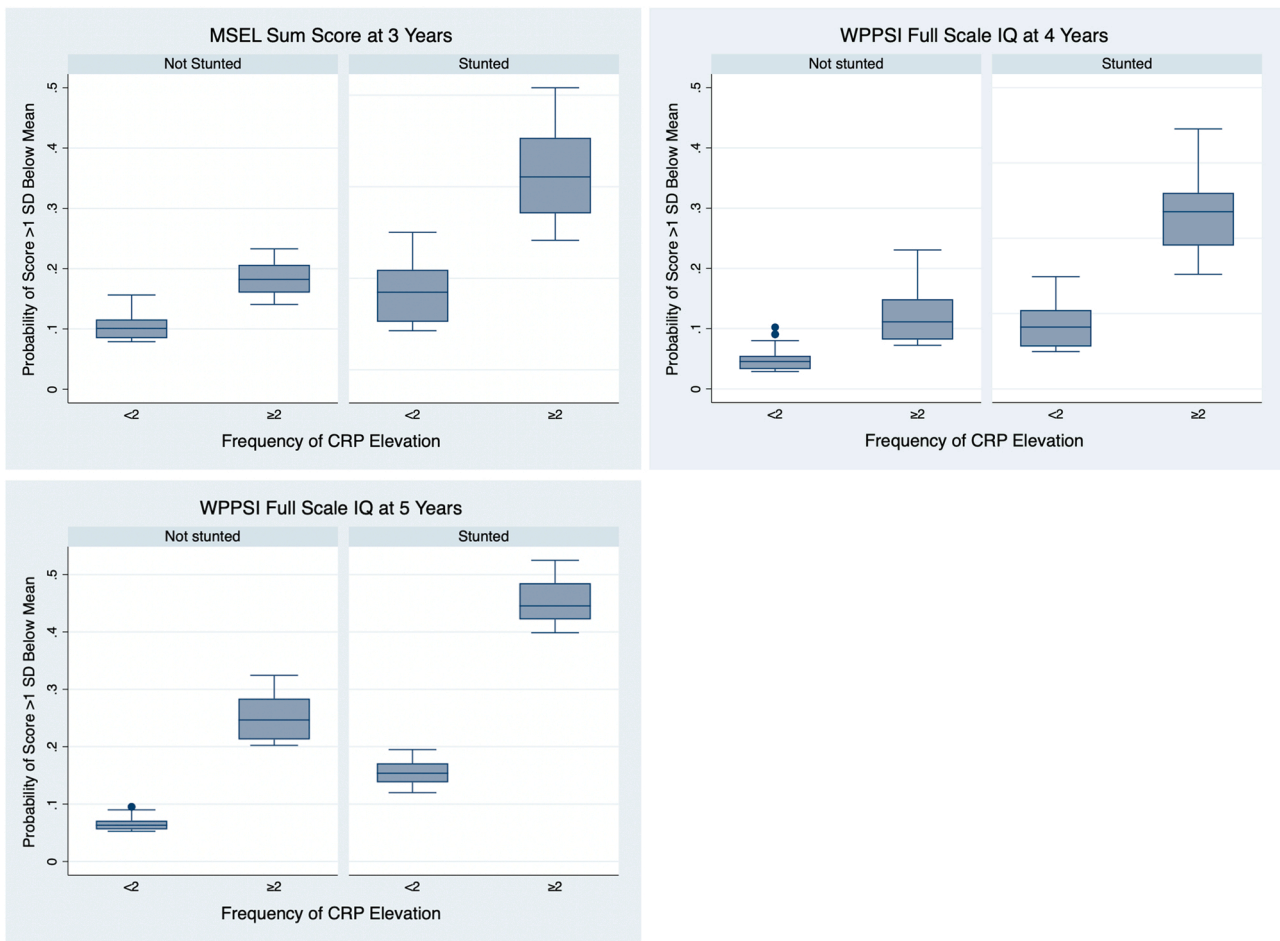 MSEL Sum Score at 3 Years
Not Stunted
Stunted
Probability of Score >1 SD Below Mean
.5
.4
.3
.2
.1
0
<2
≥2
<2
≥2
Frequency of CRP Elevation
WPPSI Full Scale IQ at 4 Years
Not stunted
Stunted
Probability of Score >1 SD Below Mean
.5
.4
.3
.2
.1
0
<2
≥2
<2
≥2
Frequency of CRP Elevation
WPPSI Full Scale IQ at 5 Years
Not stunted
Stunted
Probability of Score >1 SD Below Mean
.5
.4
.3
.2
.1
0
<2
≥2
<2
≥2
Frequency of CRP Elevation